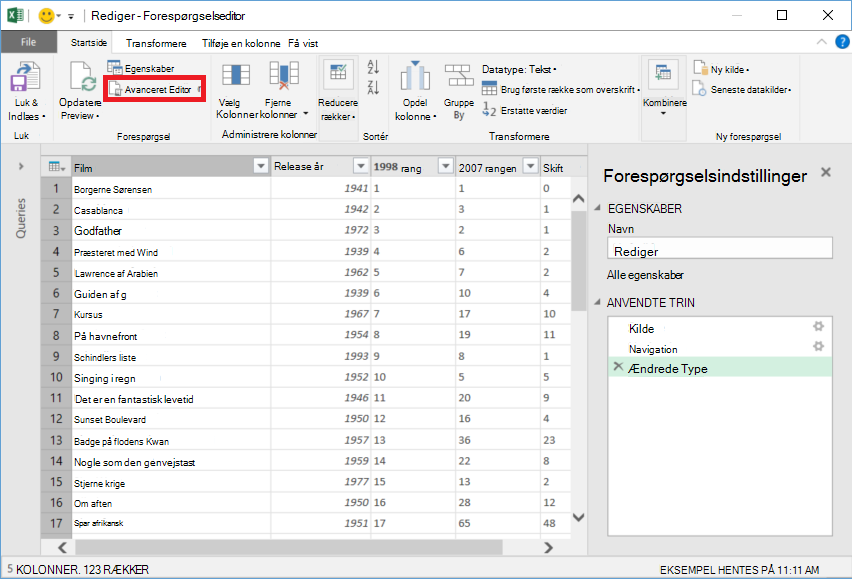 Rediger - Forespørgselseditor
File Startside Transformere Tilføje en kolonne Få vist
Luk & Indlæs
Opdatere Preview
Egenskaber
Avanceret Editor
Vælg Kolonner
Fjerne kolonner
Reducere rækker
Opdel kolonne
Gruppe By
Datatype: Tekst
Brug første række som overskrift
Erstatte værdier
Kombinere
Ny kilde
Seneste datakilder
Luk Forespørgsel Administrere kolonner Sortér Transformere Ny forespørgsel
Queries
Film Release år 1998 rang 2007 rangen Skift
1 Borgerne Sørensen 1941 1 1 0
2 Casablanca 1942 2 3 1
3 Godfather 1972 3 2 1
4 Præsteret med Wind 1939 4 6 2
5 Lawrence af Arabien 1962 5 7 2
6 Guiden af g 1939 6 10 4
7 Kursus 1967 7 17 10
8 På havnefront 1954 8 19 11
9 Schindlers liste 1993 9 8 1
10 Singing i regn 1952 10 5 5
11 Det er en fantastisk levetid 1946 11 20 9
12 Sunset Boulevard 1950 12 16 4
13 Badge på flodens Kwan 1957 13 36 23
14 Nogle som den genvejstast 1959 14 22 8
15 Stjerne krige 1977 15 13 2
16 Om aften 1950 16 28 12
17 Spar afrikansk 1951 17 65 48
Forespørgselsindstillinger
EGENSKABER
Navn
Rediger
Alle egenskaber
ANVENDTE TRIN
Kilde
Navigation
Ændrede Type
5 KOLONNER. 123 RÆKKER
EKSEMPEL HENTES PÅ 11:11 AM